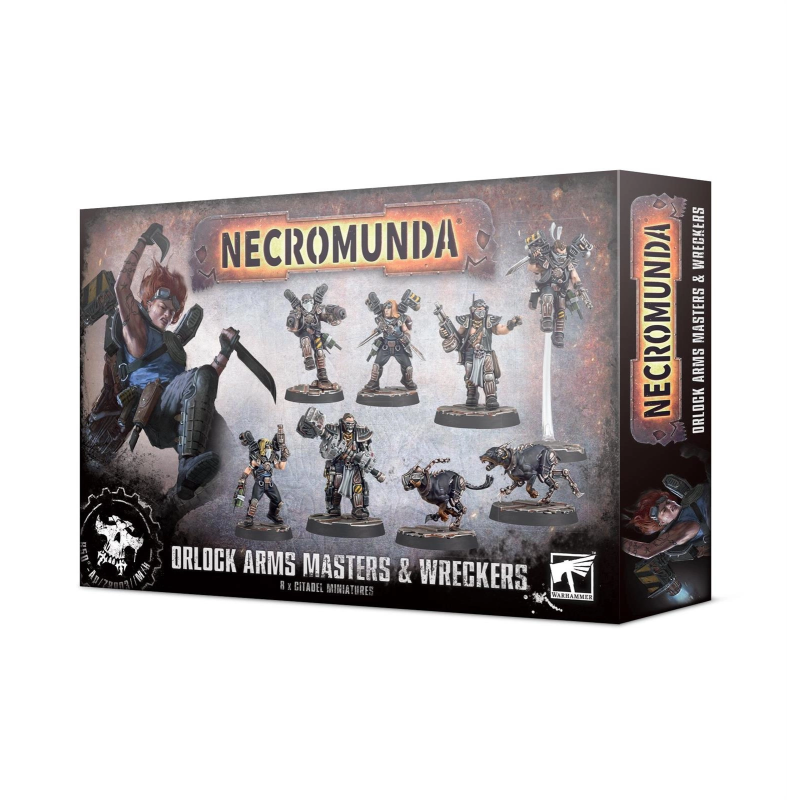 NECROMUNDA
ORLOCK ARMS MASTERS & WRECKERS
8 x CITADEL MINIATURES
WARHAMMER
NECROMUNDA
ORLOCK ARMS MASTERS & WRECKERS